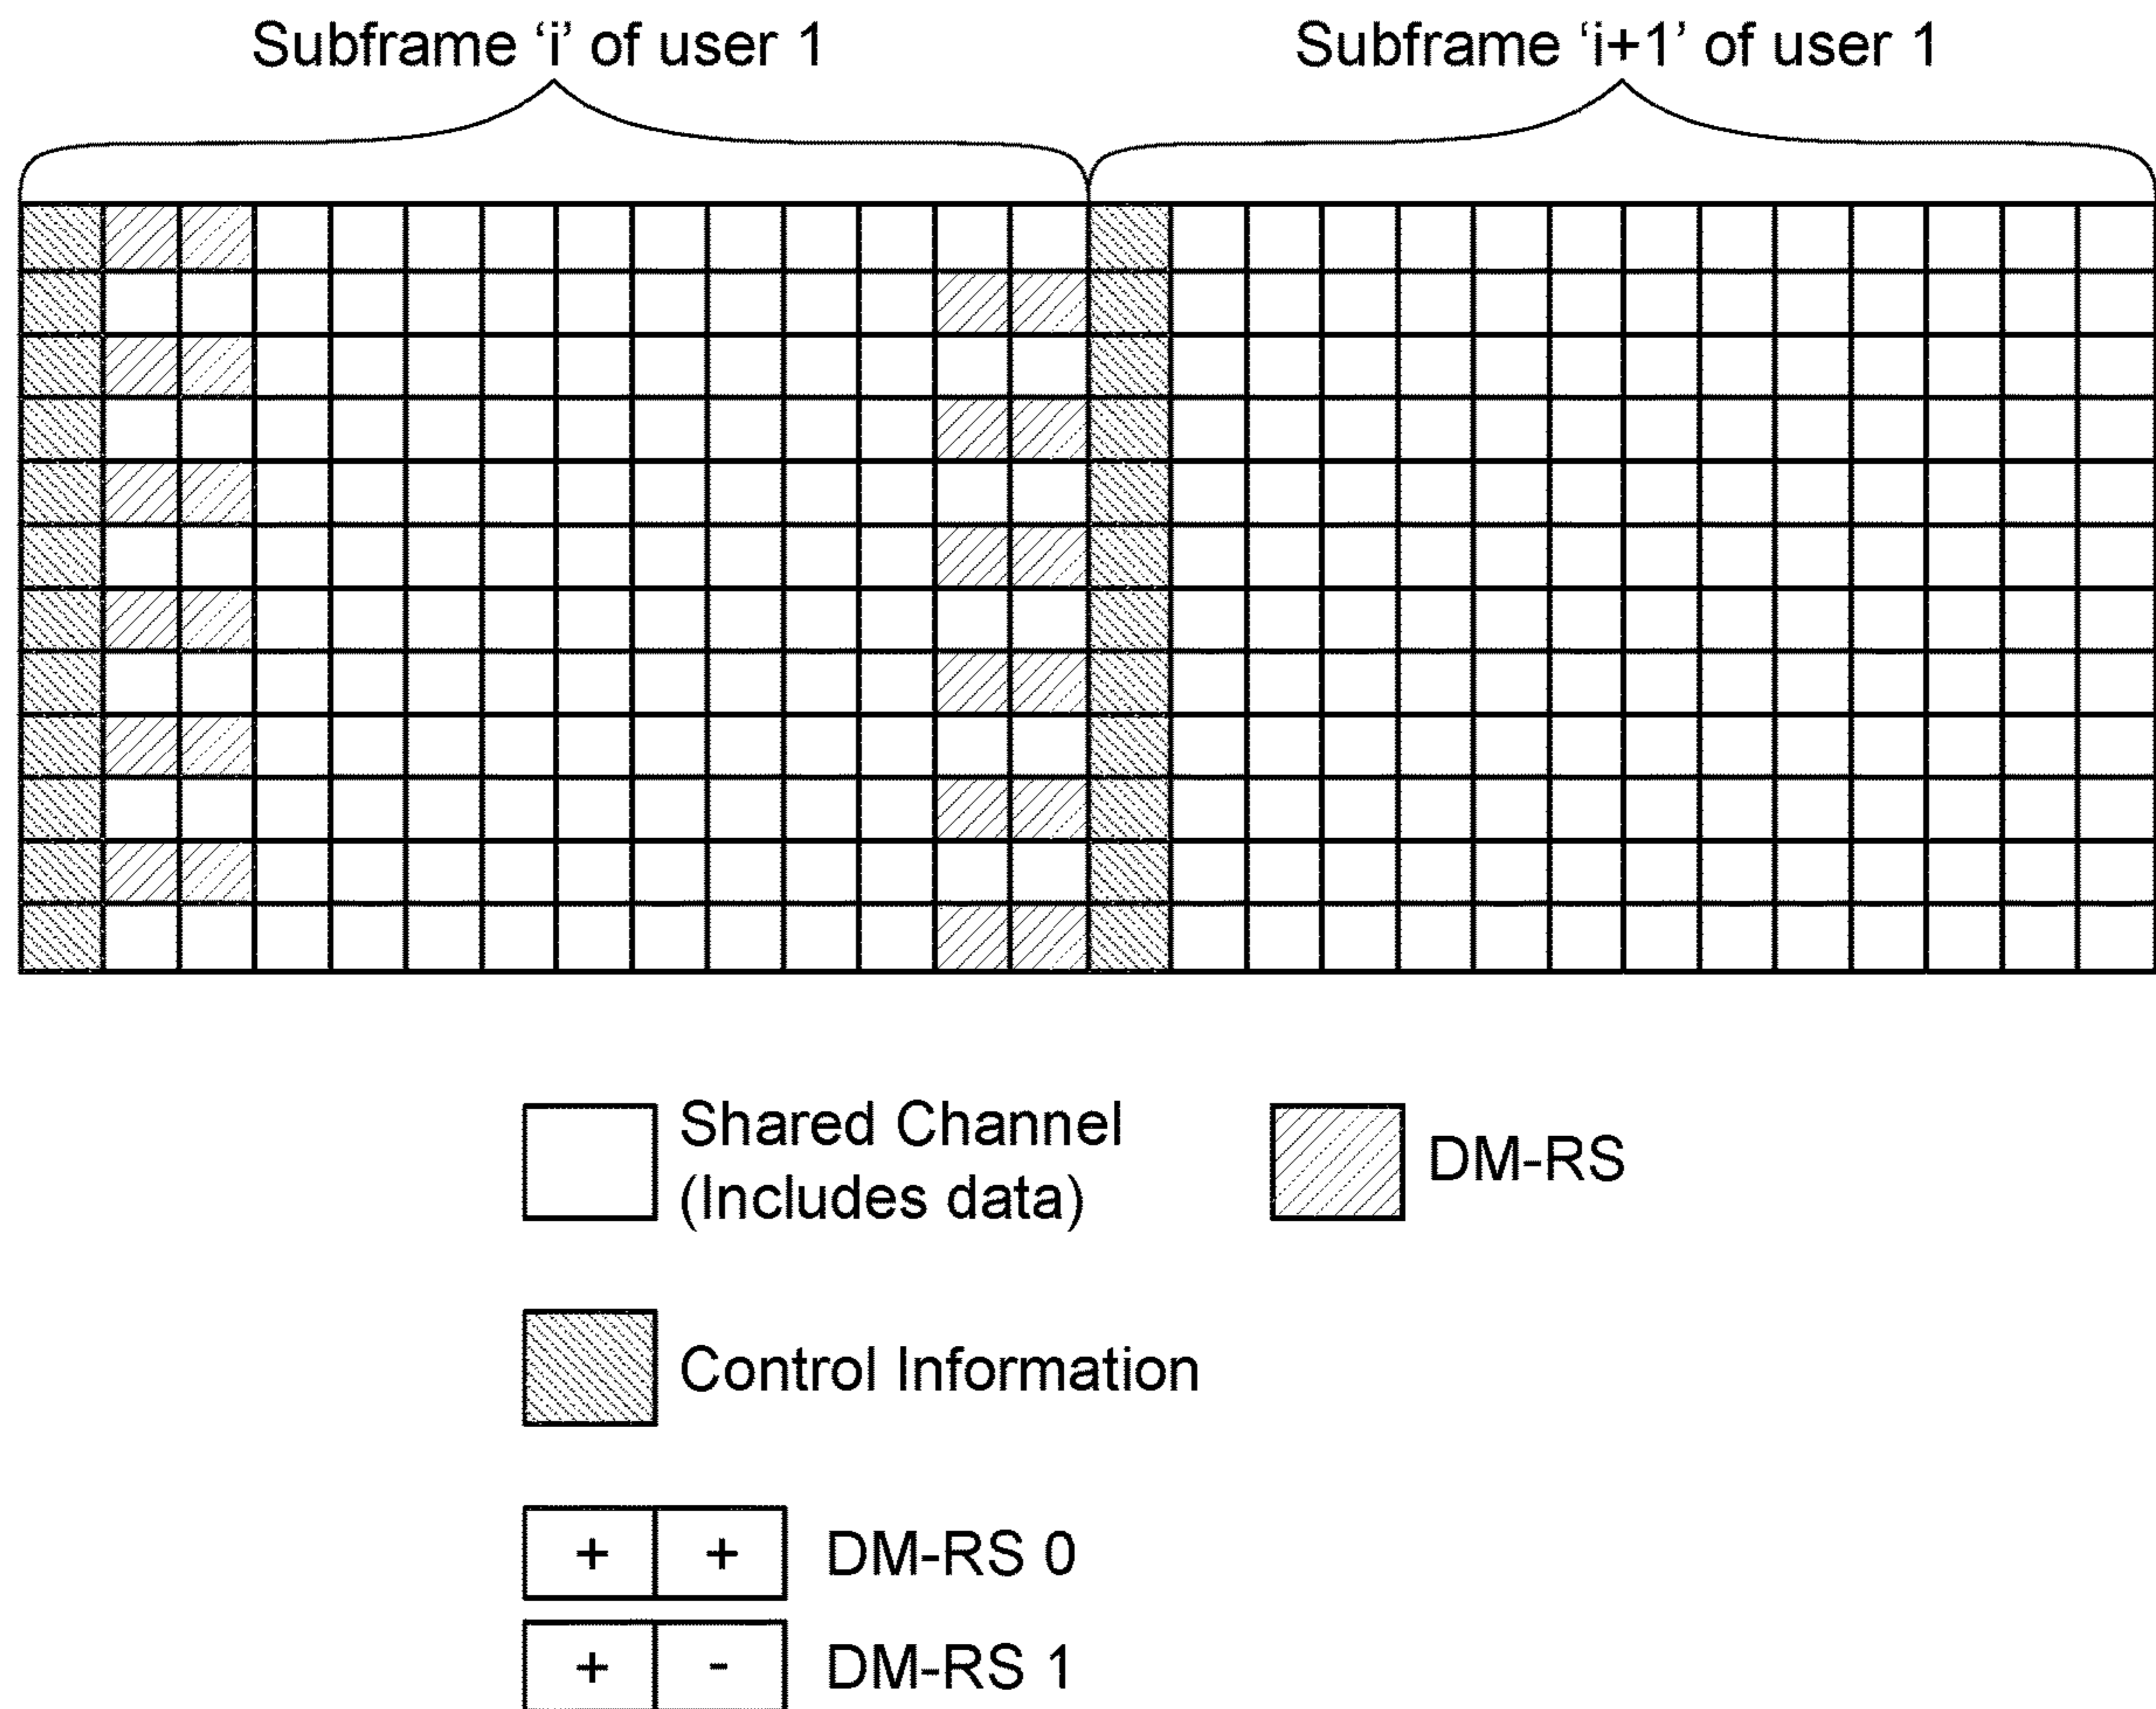 Subframe ‘i’ of user 1
Subframe ‘i+1’ of user 1
Shared Channel
(Includes data)
DM-RS
Control Information
+ + DM-RS 0
+ - DM-RS 1